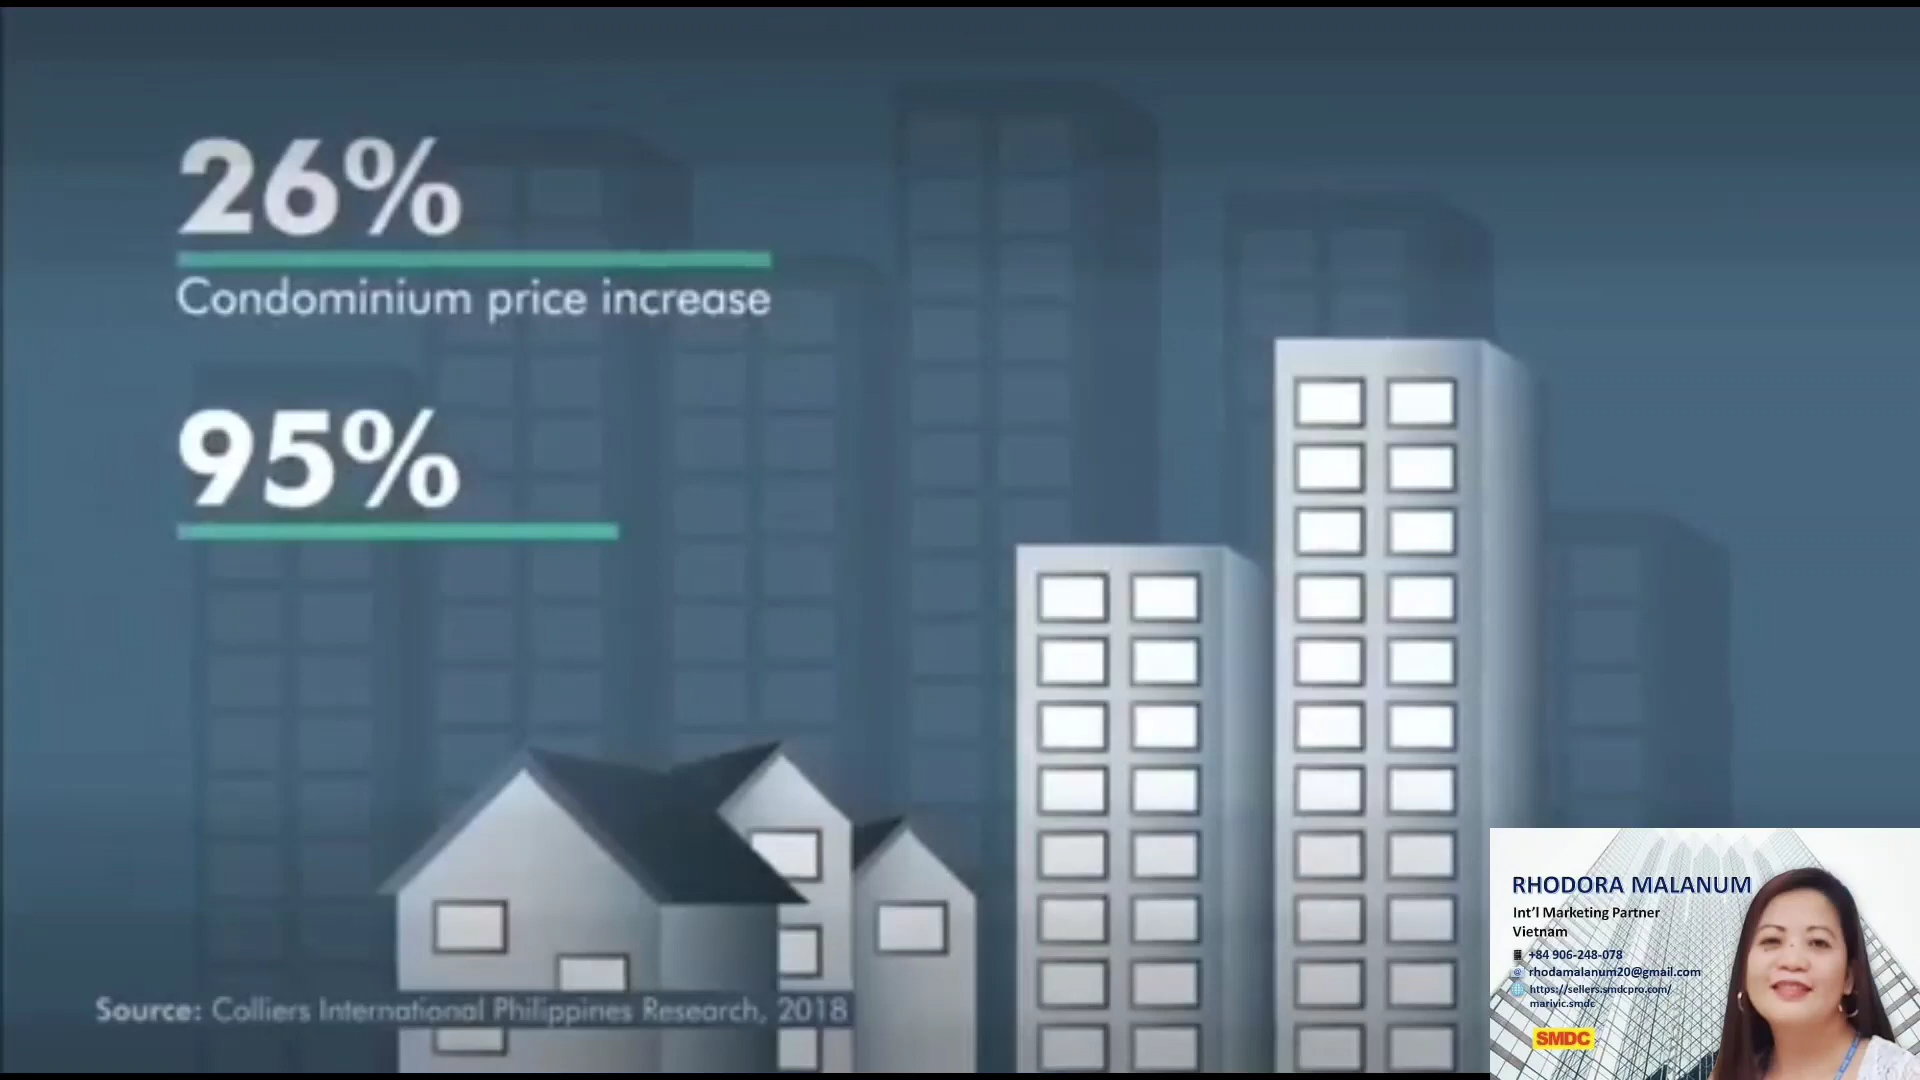 26%
Condominium price increase
95%
Source: Colliers International Philippines Research, 2018
RHODORA MALANUM
Int'l Marketing Partner
Vietnam
+84 906-248-078
rhodamalanum20@gmail.com
https://sellers.smdcpro.com/
marivic.smdc
SMDC